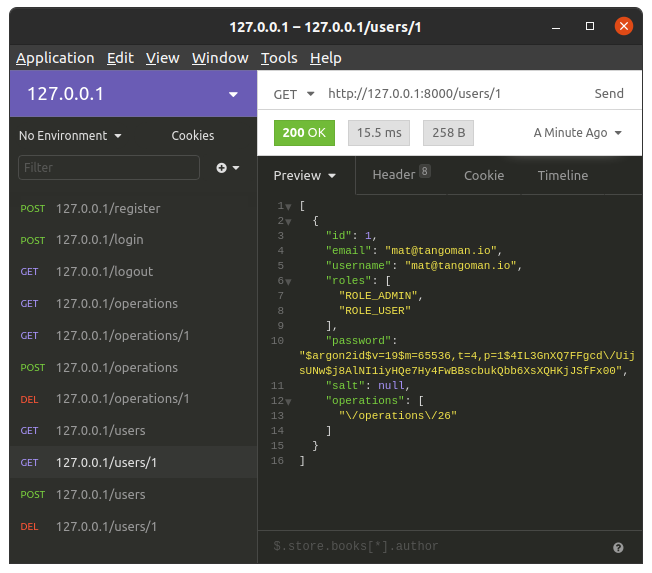 127.0.0.1 – 127.0.0.1/users/1
Application Edit View Window Tools Help
127.0.0.1
No Environment Cookies
Filter
POST 127.0.0.1/register
POST 127.0.0.1/login
GET 127.0.0.1/logout
GET 127.0.0.1/operations
GET 127.0.0.1/operations/1
POST 127.0.0.1/operations
DEL 127.0.0.1/operations/1
GET 127.0.0.1/users
GET 127.0.0.1/users/1
POST 127.0.0.1/users
DEL 127.0.0.1/users/1
GET http://127.0.0.1:8000/users/1 Send
200 OK 15.5 ms 258 B A Minute Ago
Preview Header 8 Cookie Timeline
1 [
2 {
3 "id": 1,
4 "email": "mat@tangoman.io",
5 "username": "mat@tangoman.io",
6 "roles": [
7 "ROLE_ADMIN",
8 "ROLE_USER"
9 ],
10 "password":
"$argon2id$v=19$m=65536,t=4,p=1$4IL3GnXQ7FFgcd\/Uij
sUNw$j8AlNI1iyHQe7Hy4FwBBscbukQbb6XsXQHKjJSfFx00",
11 "salt": null,
12 "operations": [
13 "\/operations\/26"
14 ]
15 }
16 ]
$.store.books[*].author